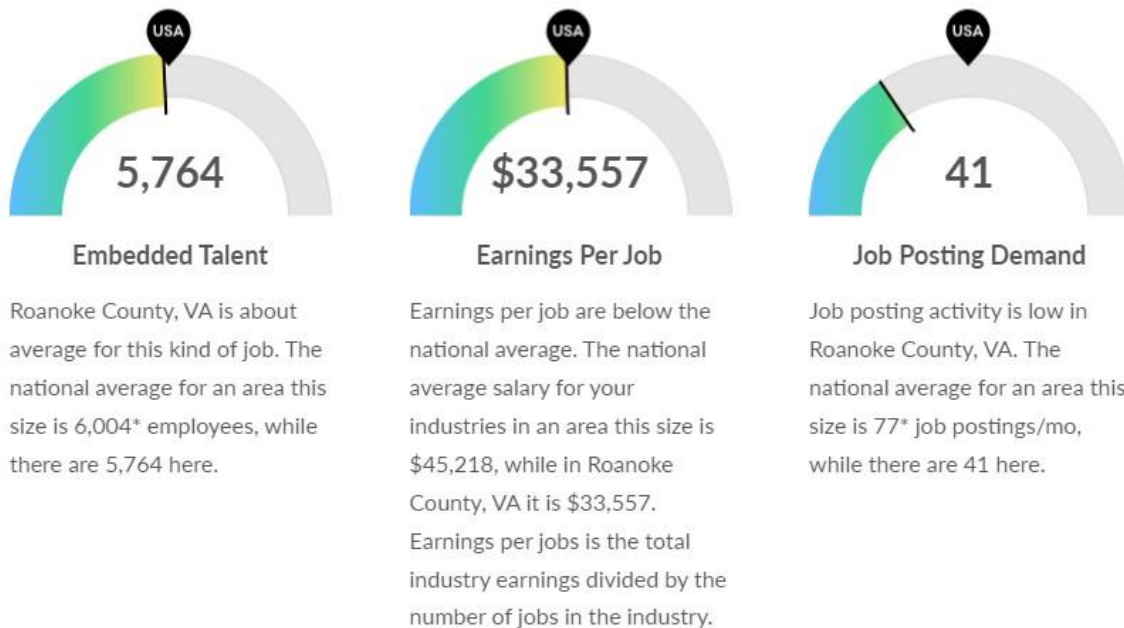 USA
5,764
Embedded Talent
Roanoke County, VA is about
average for this kind of job. The
national average for an area this
size is 6,004* employees, while
there are 5,764 here.
USA
$33,557
Earnings Per Job
Earnings per job are below the
national average. The national
average salary for your
industries in an area this size is
$45,218, while in Roanoke
County, VA it is $33,557.
Earnings per jobs is the total
industry earnings divided by the
number of jobs in the industry.
USA
41
Job Posting Demand
Job posting activity is low in
Roanoke County, VA. The
national average for an area this
size is 77* job postings/mo,
while there are 41 here.